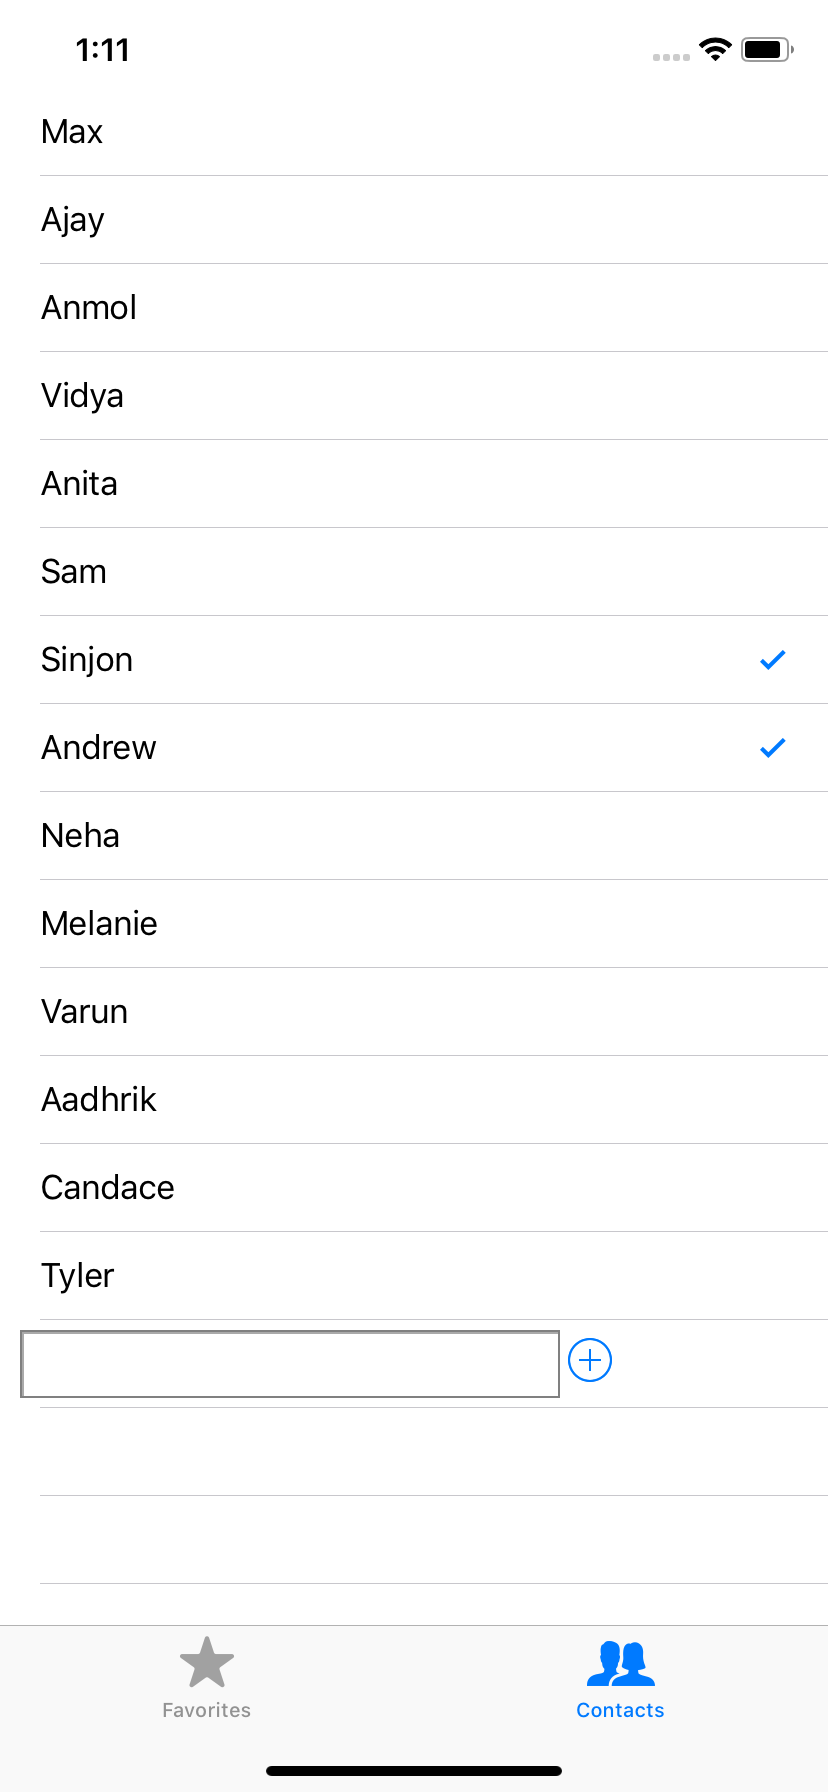 1:11
Max
Ajay
Anmol
Vidya
Anita
Sam
Sinjon
Andrew
Neha
Melanie
Varun
Aadhrik
Candace
Tyler
Favorites
Contacts